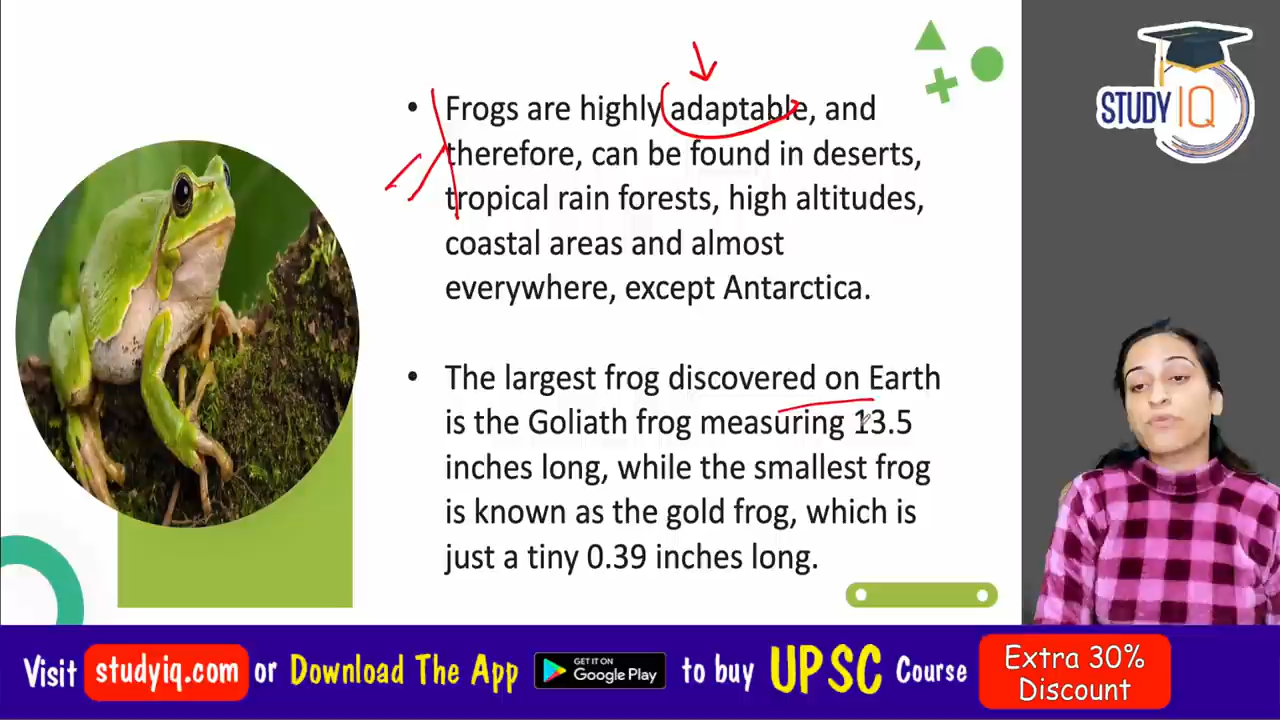 • Frogs are highly adaptable, and
therefore, can be found in deserts,
tropical rain forests, high altitudes,
coastal areas and almost
everywhere, except Antarctica.
• The largest frog discovered on Earth
is the Goliath frog measuring 13.5
inches long, while the smallest frog
is known as the gold frog, which is
just a tiny 0.39 inches long.
STUDY IQ
Visit studyiq.com or Download The App GET IT ON Google Play to buy UPSC Course
Extra 30%
Discount